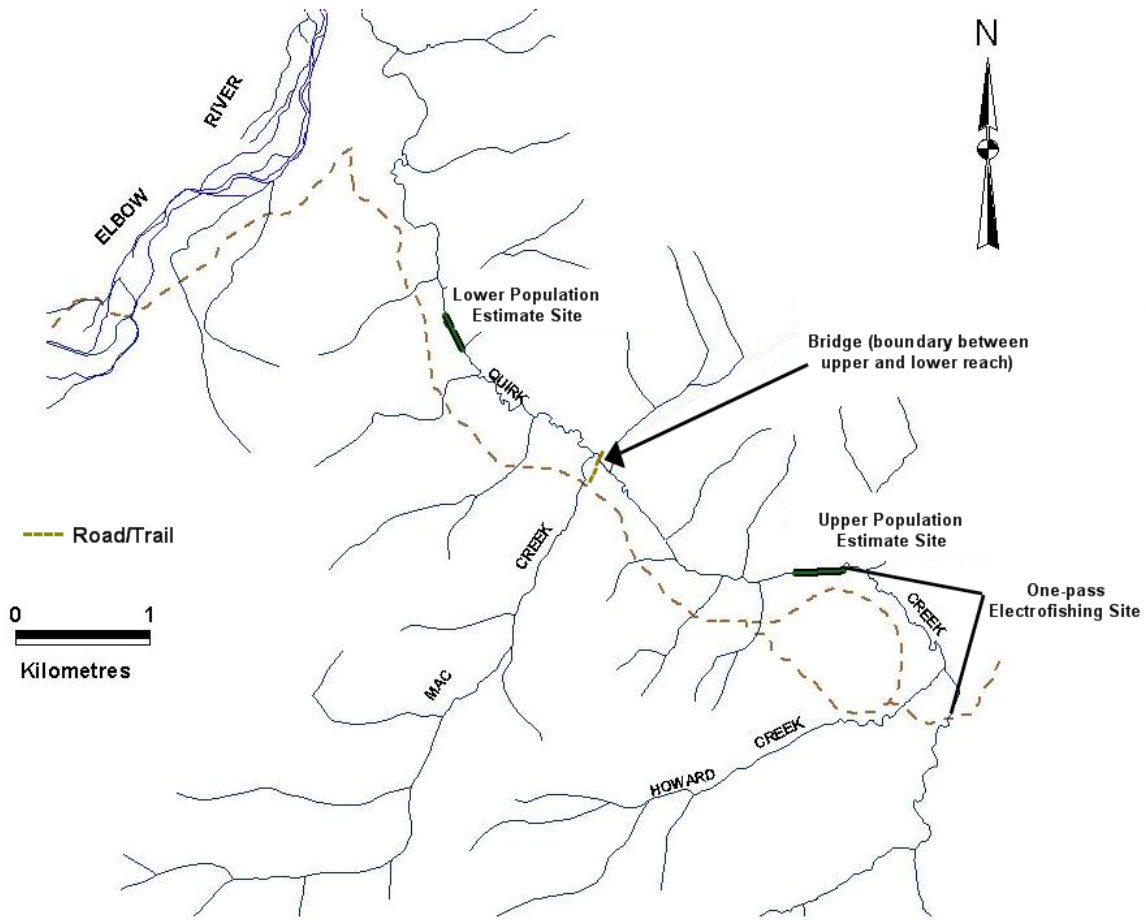 N
RIVER
ELBOW
Lower Population
Estimate Site
Bridge (boundary between
upper and lower reach)
QUIRK
Upper Population
Estimate Site
Road/Trail
CREEK
One-pass
Electrofishing Site
CREEK
0 1
Kilometres
MAC
CREEK
HOWARD